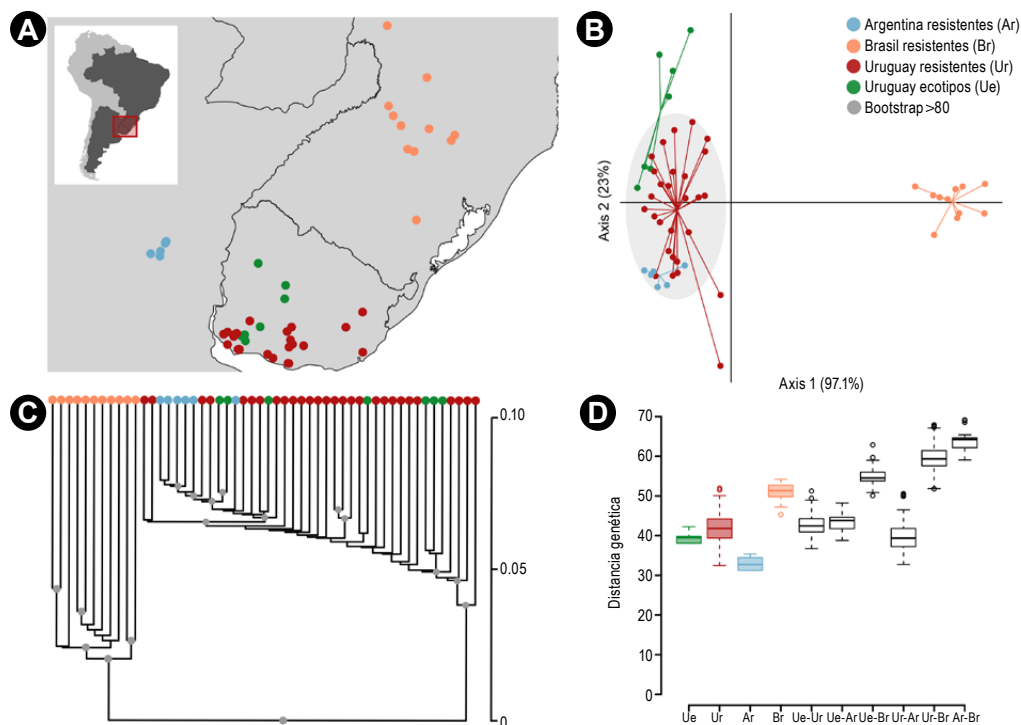 A
B
Argentina resistentes (Ar)
Brasil resistentes (Br)
Uruguay resistentes (Ur)
Uruguay ecotipos (Ue)
Bootstrap >80
Axis 2 (23%)
Axis 1 (97.1%)
C
0.10
0.05
0
D
Distancia genética
70
60
50
40
30
20
10
0
Ue Ur Ar Br Ue-Ur Ue-Ar Ue-Br Ur-Ar Ur-Br Ar-Br